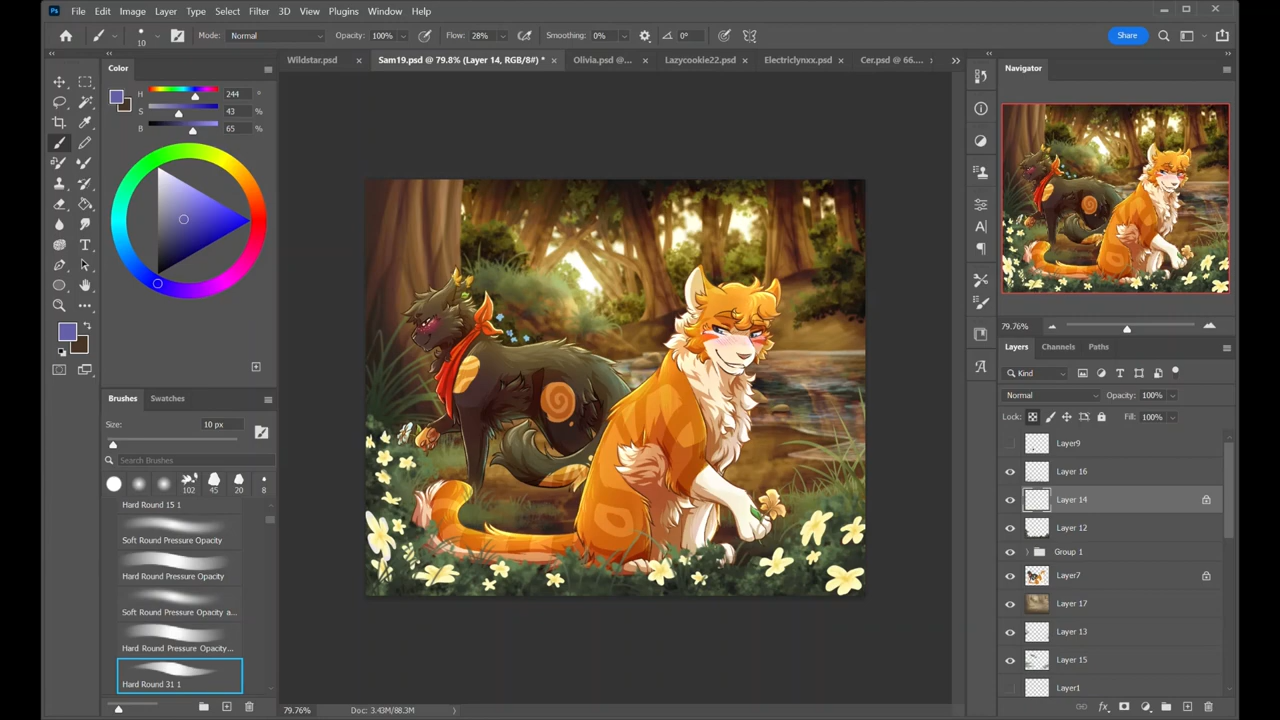 Ps File Edit Image Layer Type Select Filter 3D View Plugins Window Help
10 Mode: Normal Opacity: 100% Flow: 28% Smoothing: 0% 0° Share
Wildstar.psd × Sam19.psd @ 79.8% (Layer 14, RGB/8#) * × Olivia.psd @ ... × Lazycookie22.psd × Electriclynxx.psd × Cer.psd @ 66....
Color
H 244 °
S 43 %
B 65 %
Brushes Swatches
Size: 10 px
Search Brushes
102 45 20 8
Hard Round 15 1
Soft Round Pressure Opacity
Hard Round Pressure Opacity
Soft Round Pressure Opacity a...
Hard Round Pressure Opacity...
Hard Round 31 1
79.76% Doc: 3.43M/88.3M
Navigator
79.76%
Layers Channels Paths
Kind
Normal Opacity: 100%
Lock: Fill: 100%
Layer9
Layer 16
Layer 14
Layer 12
Group 1
Layer7
Layer 17
Layer 13
Layer 15
Layer1